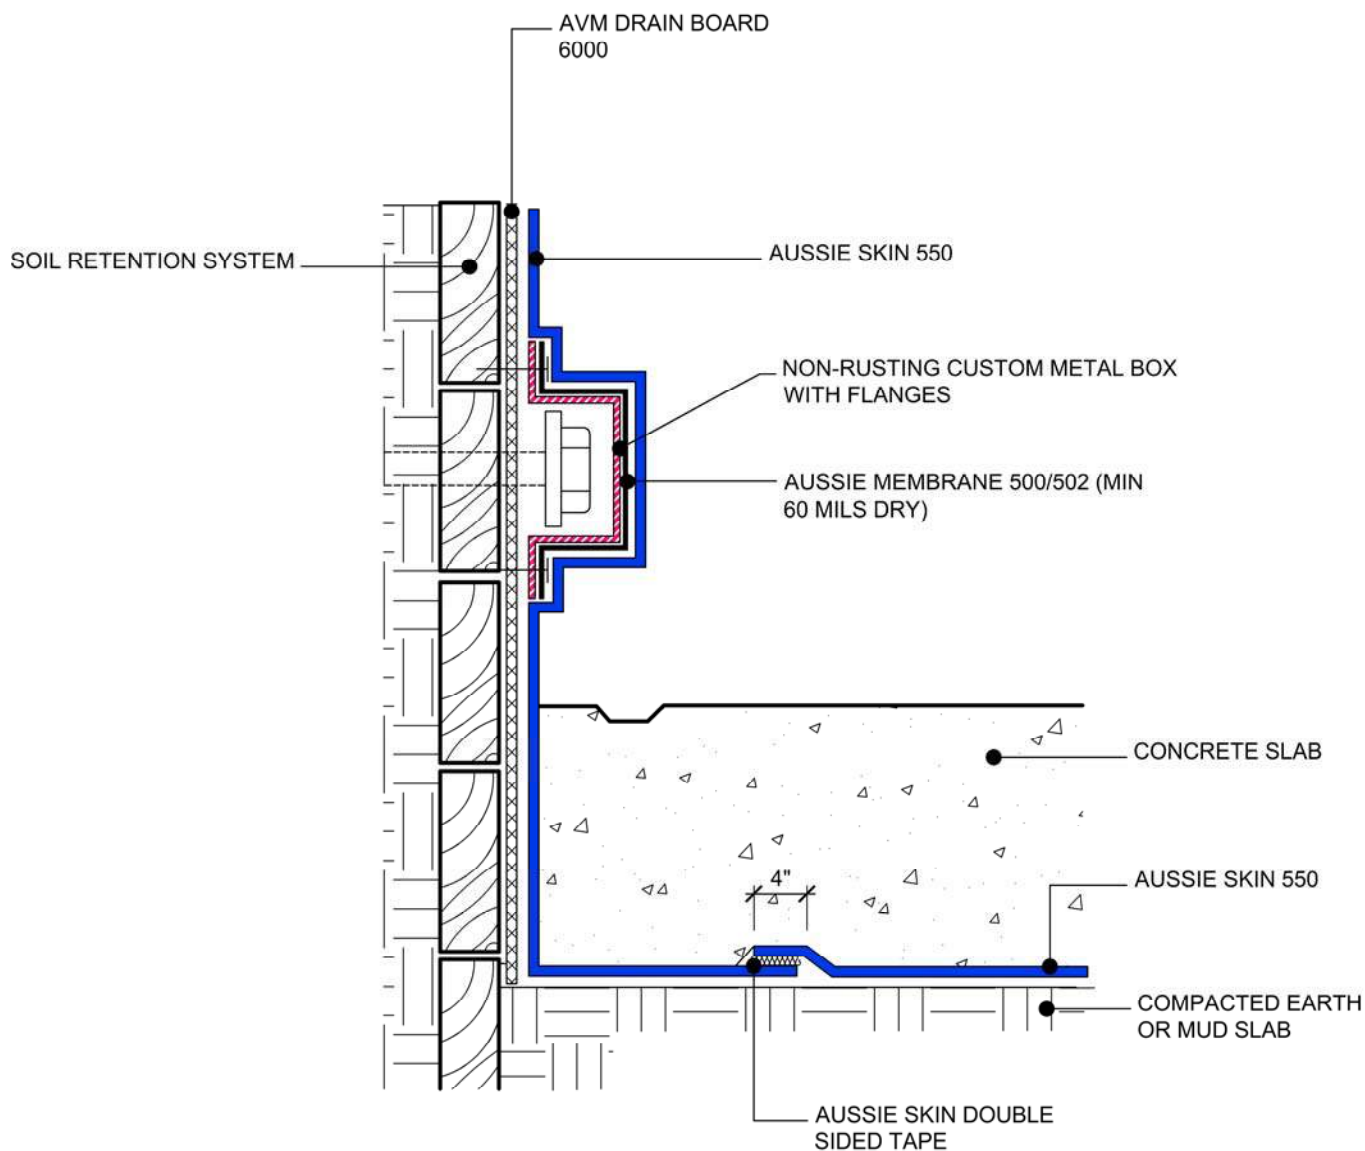 AVM DRAIN BOARD
6000
SOIL RETENTION SYSTEM
AUSSIE SKIN 550
NON-RUSTING CUSTOM METAL BOX
WITH FLANGES
AUSSIE MEMBRANE 500/502 (MIN
60 MILS DRY)
CONCRETE SLAB
4"
AUSSIE SKIN 550
COMPACTED EARTH
OR MUD SLAB
AUSSIE SKIN DOUBLE
SIDED TAPE